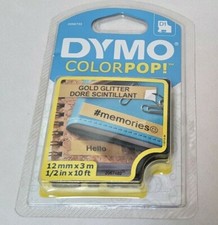 DYMO
COLORPOP!
GOLD GLITTER
DORÉ SCINTILLANT
#memories
Hello
12 mm x 3 m
1/2 in x 10 ft